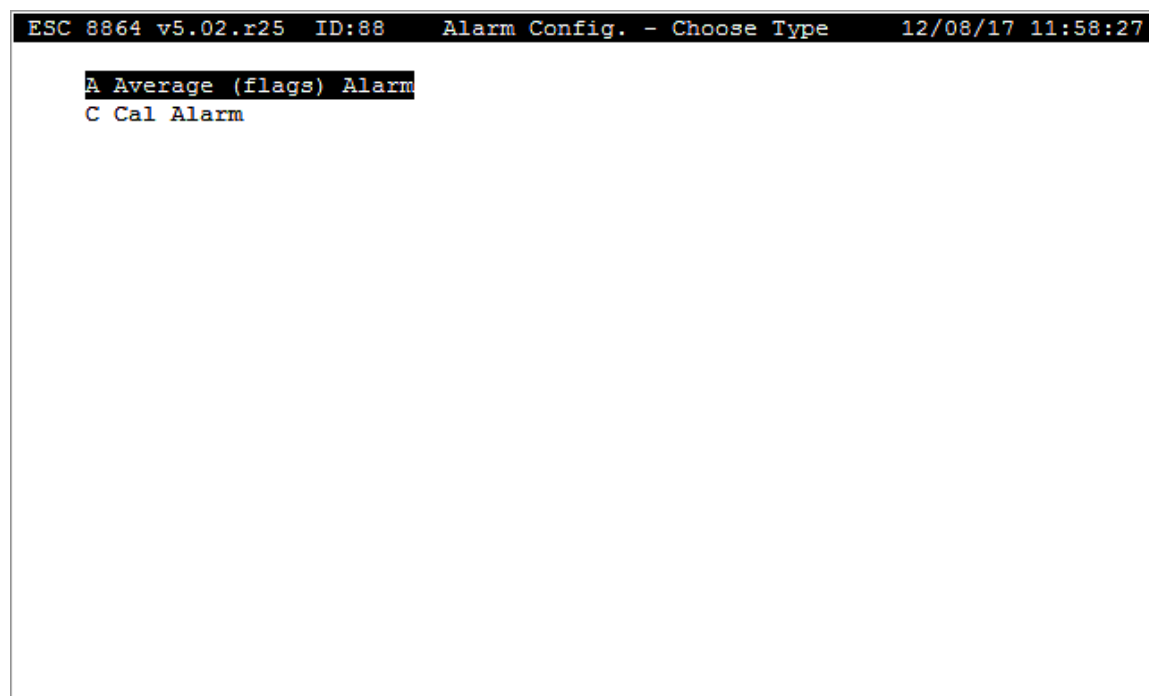 ESC 8864 v5.02.r25 ID:88 Alarm Config. - Choose Type 12/08/17 11:58:27
A Average (flags) Alarm
C Cal Alarm